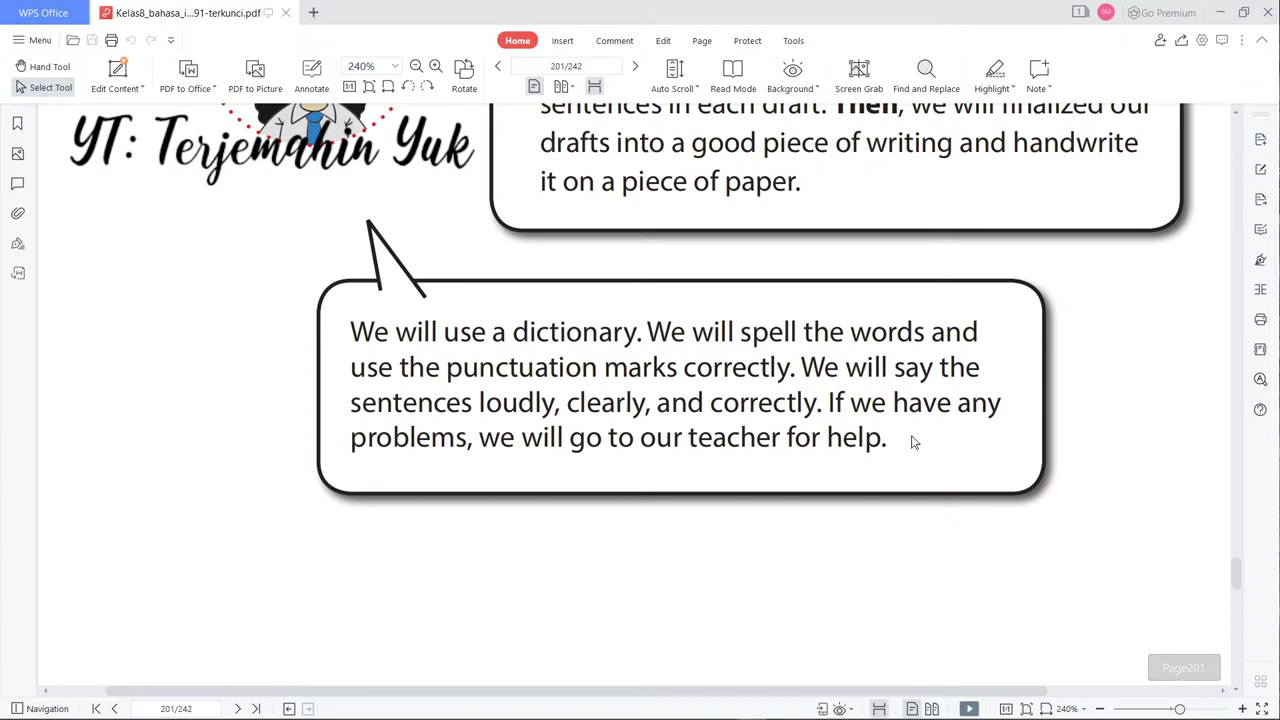 WPS Office
Kelas8_bahasa_i...91-terkunci.pdf
Go Premium
Menu
Home Insert Comment Edit Page Protect Tools
Hand Tool
Select Tool
Edit Content
PDF to Office
PDF to Picture
Annotate
240%
Rotate
201/242
Auto Scroll
Read Mode
Background
Screen Grab
Find and Replace
Highlight
Note
YT: Terjemahin Yuk
sentences in each draft. Then, we will finalized our
drafts into a good piece of writing and handwrite
it on a piece of paper.
We will use a dictionary. We will spell the words and
use the punctuation marks correctly. We will say the
sentences loudly, clearly, and correctly. If we have any
problems, we will go to our teacher for help.
Page201
Navigation
201/242
240%